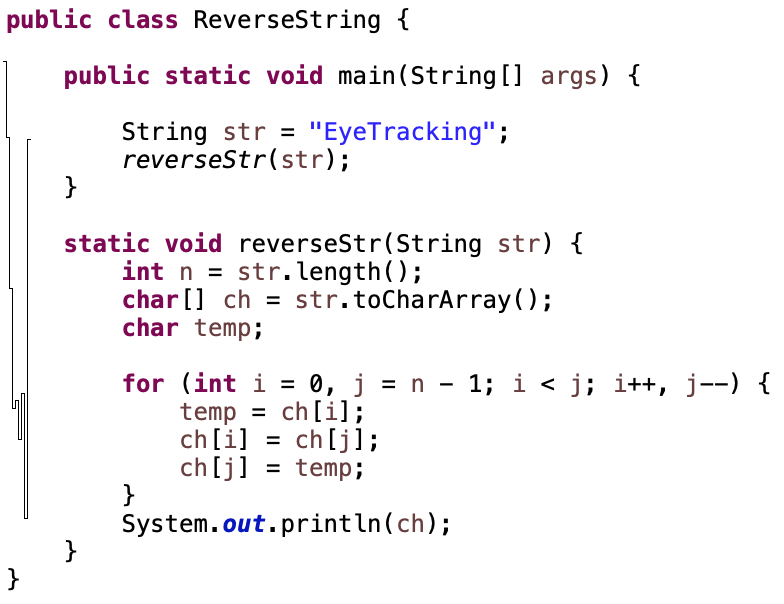 public class ReverseString {
public static void main(String[] args) {
String str = "EyeTracking";
reverseStr(str);
}
static void reverseStr(String str) {
int n = str.length();
char[] ch = str.toCharArray();
char temp;
for (int i = 0, j = n - 1; i < j; i++, j--) {
temp = ch[i];
ch[i] = ch[j];
ch[j] = temp;
}
System.out.println(ch);
}
}